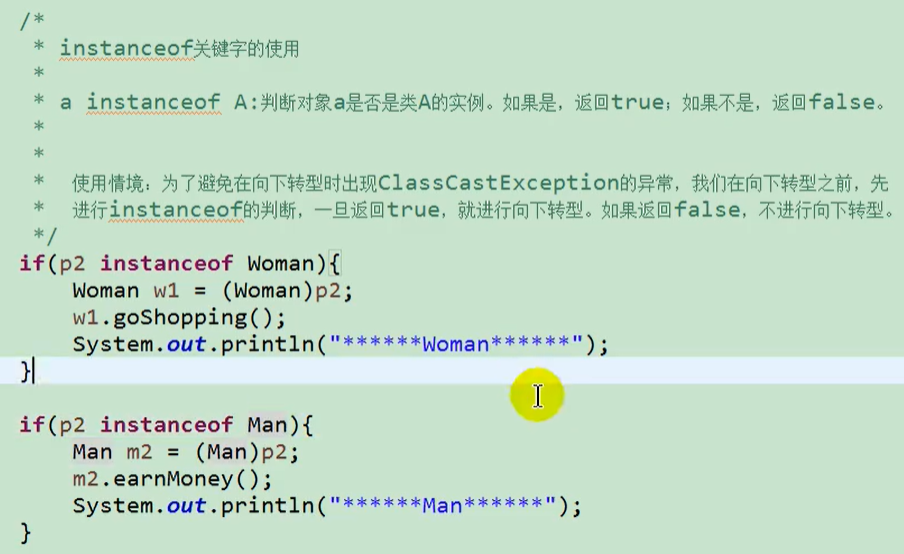 /*
 * instanceof关键字的使用
 *
 * a instanceof A:判断对象a是否是类A的实例。如果是，返回true；如果不是，返回false。
 *
 *
 *  使用情境：为了避免在向下转型时出现ClassCastException的异常，我们在向下转型之前，先
 *  进行instanceof的判断，一旦返回true，就进行向下转型。如果返回false，不进行向下转型。
 */
if(p2 instanceof Woman){
    Woman w1 = (Woman)p2;
    w1.goShopping();
    System.out.println("******Woman******");
}
if(p2 instanceof Man){
    Man m2 = (Man)p2;
    m2.earnMoney();
    System.out.println("******Man******");
}